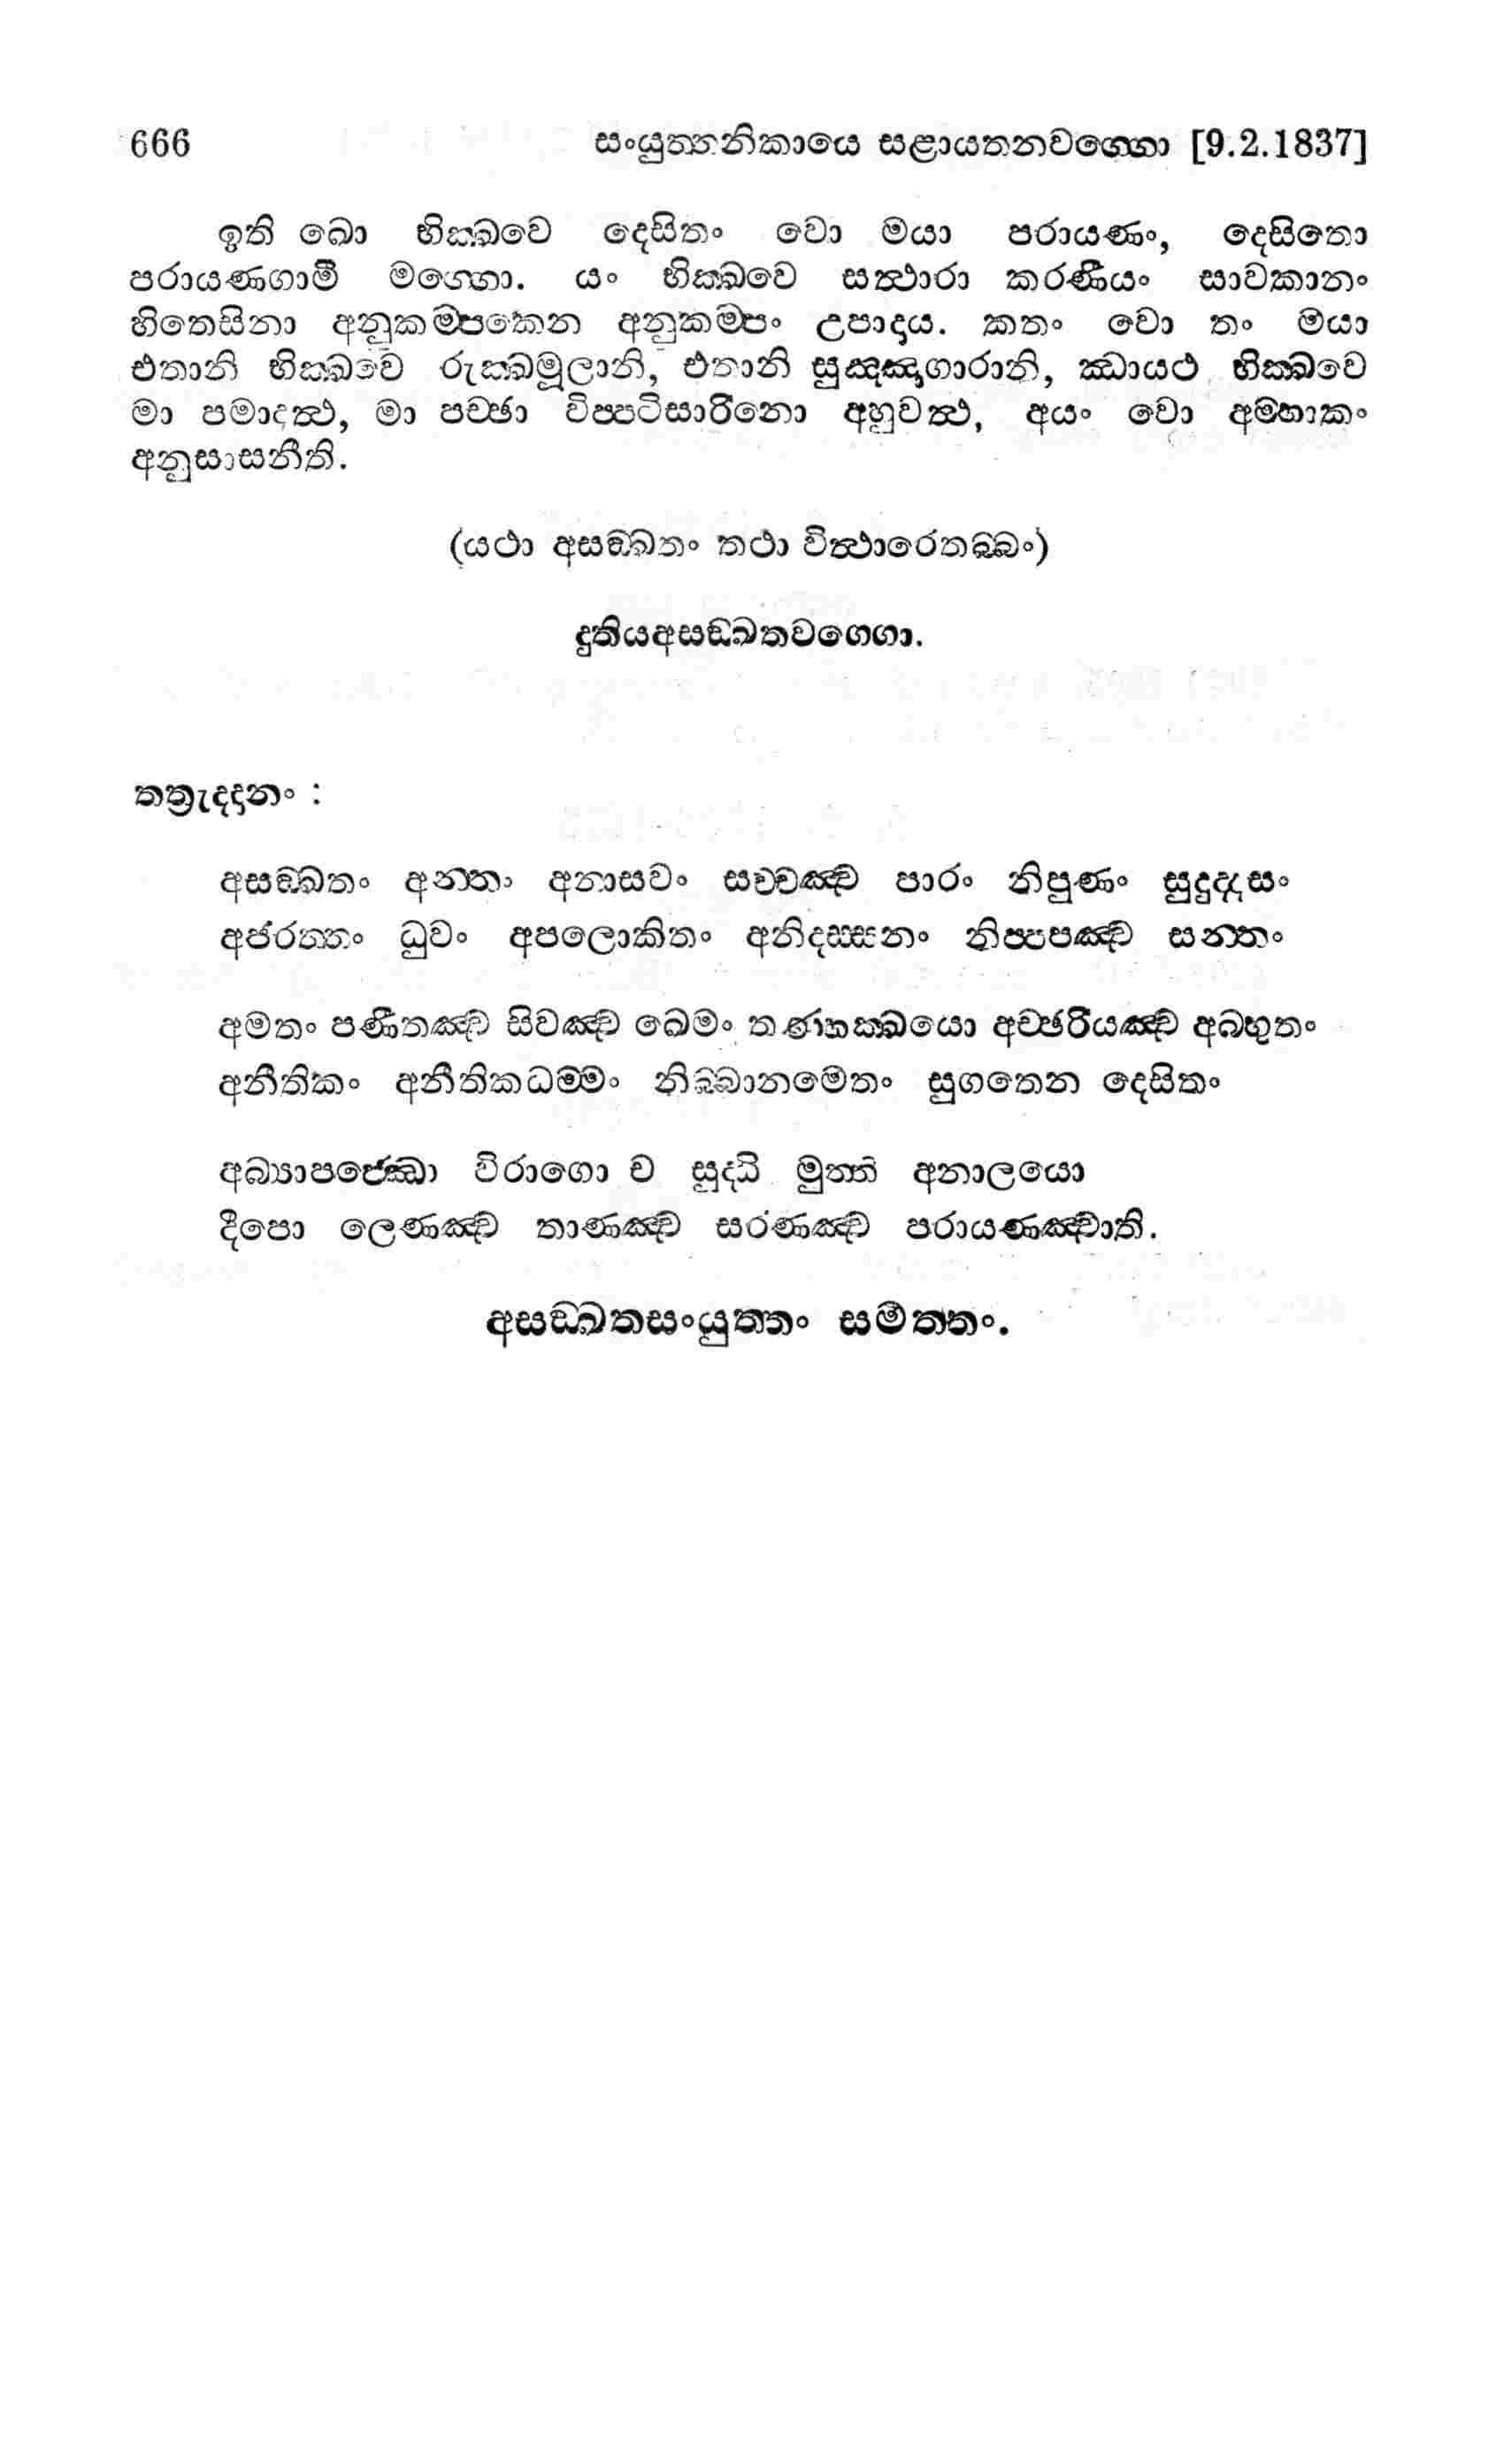 666 සංයුත්තනිකායෙ සළායතනවග්ගො [9.2.1837]
ඉති ඛො භික්ඛවෙ දෙසිතං වො මයා පරායණං, දෙසිතො
පරායණගාමී මග්ගො. යං භික්ඛවෙ සත්ථාරා කරණීයං සාවකානං
හිතෙසිනා අනුකම්පකෙන අනුකම්පං උපාදාය. කතං වො තං මයා
එතානි භික්ඛවෙ රුක්ඛමූලානි, එතානි සුඤ්ඤාගාරානි, ඣායථ භික්ඛවෙ
මා පමාදත්ථ, මා පච්ඡා විප්පටිසාරිනො අහුවත්ථ, අයං වො අම්හාකං
අනුසාසනීති.
(යථා අසඞ්ඛතං තථා විත්ථාරෙතබ්බං)
දුතියඅසඞ්ඛතවග්ගො.
තත්‍රුද්දානං :
අසඞ්ඛතං අන්තං අනාසවං සච්චඤ්ච පාරං නිපුණං සුදුද්දසං
අජරත්තං ධුවං අපලොකිතං අනිදස්සනං නිප්පපඤ්ච සන්තං
අමතං පණීතඤ්ච සිවඤ්ච ඛෙමං තණ්හක්ඛයො අච්ඡරියඤ්ච අබ්භුතං
අනීතිකං අනීතිකධම්මං නිබ්බානමෙතං සුගතෙන දෙසිතං
අබ්‍යාපජ්ඣො විරාගො ච සුද්ධි මුත්ති අනාලයො
දීපො ලෙණඤ්ච තාණඤ්ච සරණඤ්ච පරායණඤ්චාති.
අසඞ්ඛතසංයුත්තං සමත්තං.